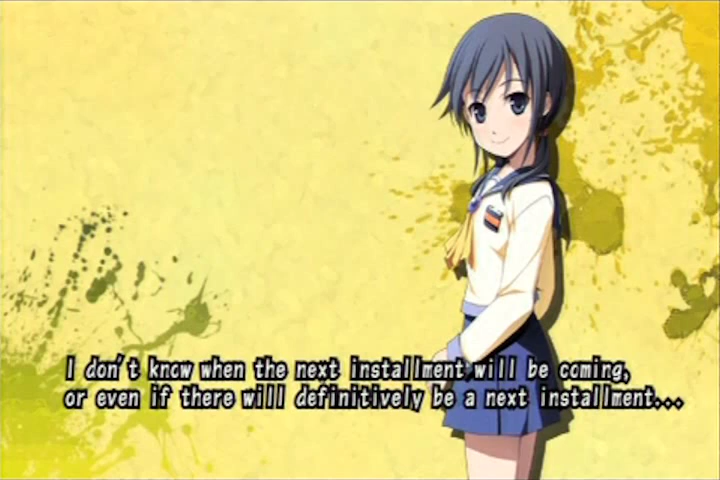 I don't know when the next installment will be coming,
or even if there will definitively be a next installment...